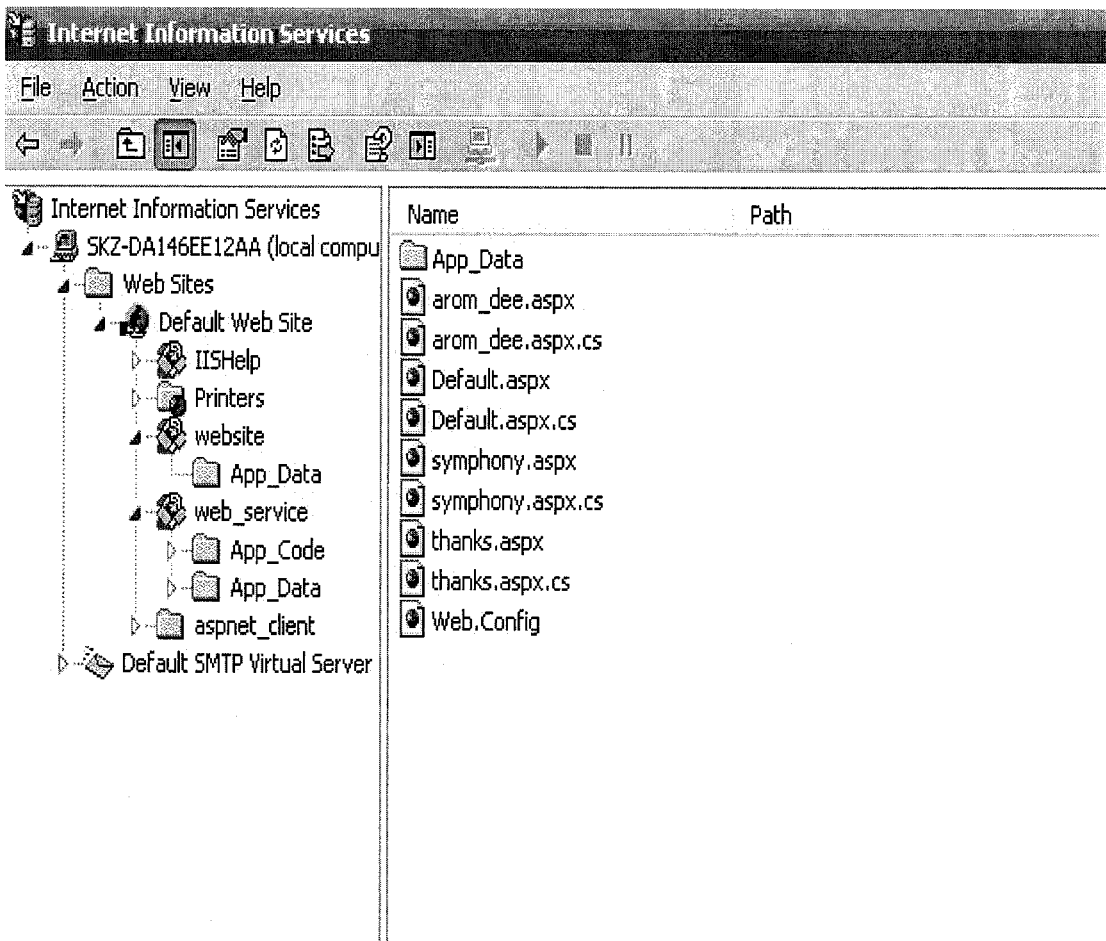 Internet Information Services
File Action View Help
Internet Information Services
SKZ-DA146EE12AA (local compu
Web Sites
Default Web Site
IISHelp
Printers
website
App_Data
web_service
App_Code
App_Data
aspnet_client
Default SMTP Virtual Server
Name Path
App_Data
arom_dee.aspx
arom_dee.aspx.cs
Default.aspx
Default.aspx.cs
symphony.aspx
symphony.aspx.cs
thanks.aspx
thanks.aspx.cs
Web.Config